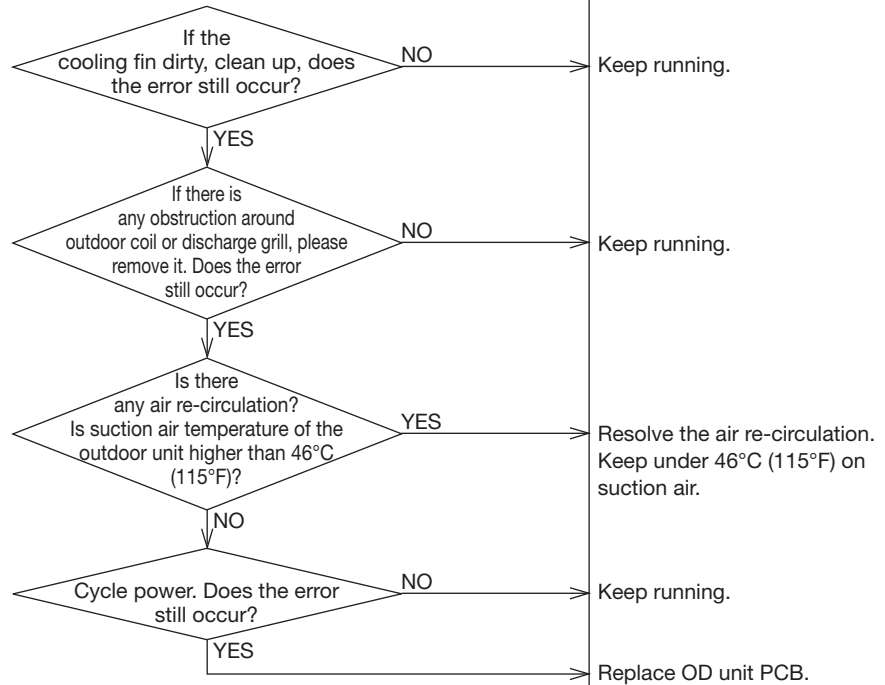 If the
cooling fin dirty, clean up, does
the error still occur?
NO
Keep running.
YES
If there is
any obstruction around
outdoor coil or discharge grill, please
remove it. Does the error
still occur?
NO
Keep running.
YES
Is there
any air re-circulation?
Is suction air temperature of the
outdoor unit higher than 46°C
(115°F)?
YES
Resolve the air re-circulation.
Keep under 46°C (115°F) on
suction air.
NO
Cycle power. Does the error
still occur?
NO
Keep running.
YES
Replace OD unit PCB.